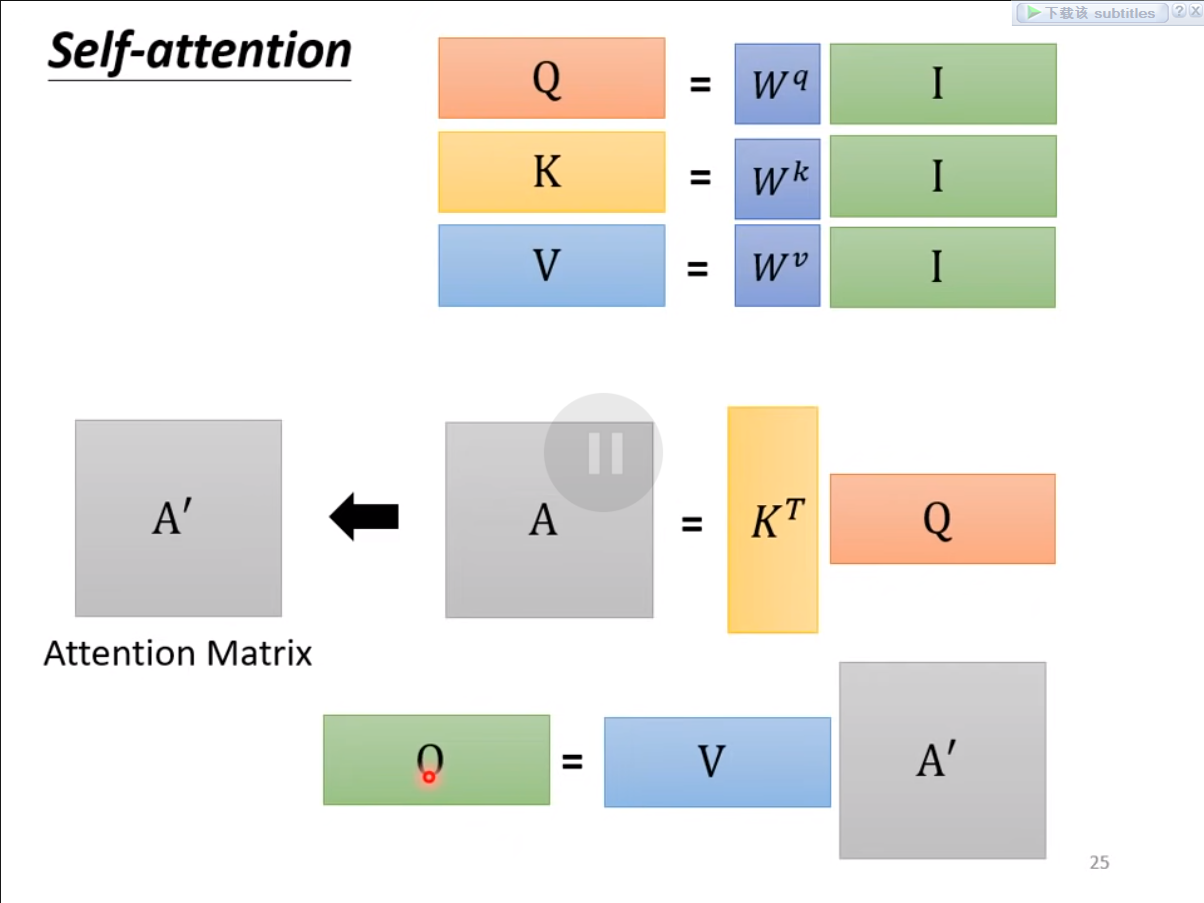 下载该 subtitles ? X
Self-attention
Q = W^q I
K = W^k I
V = W^v I
A′ A = K^T Q
Attention Matrix
O = V A′
25